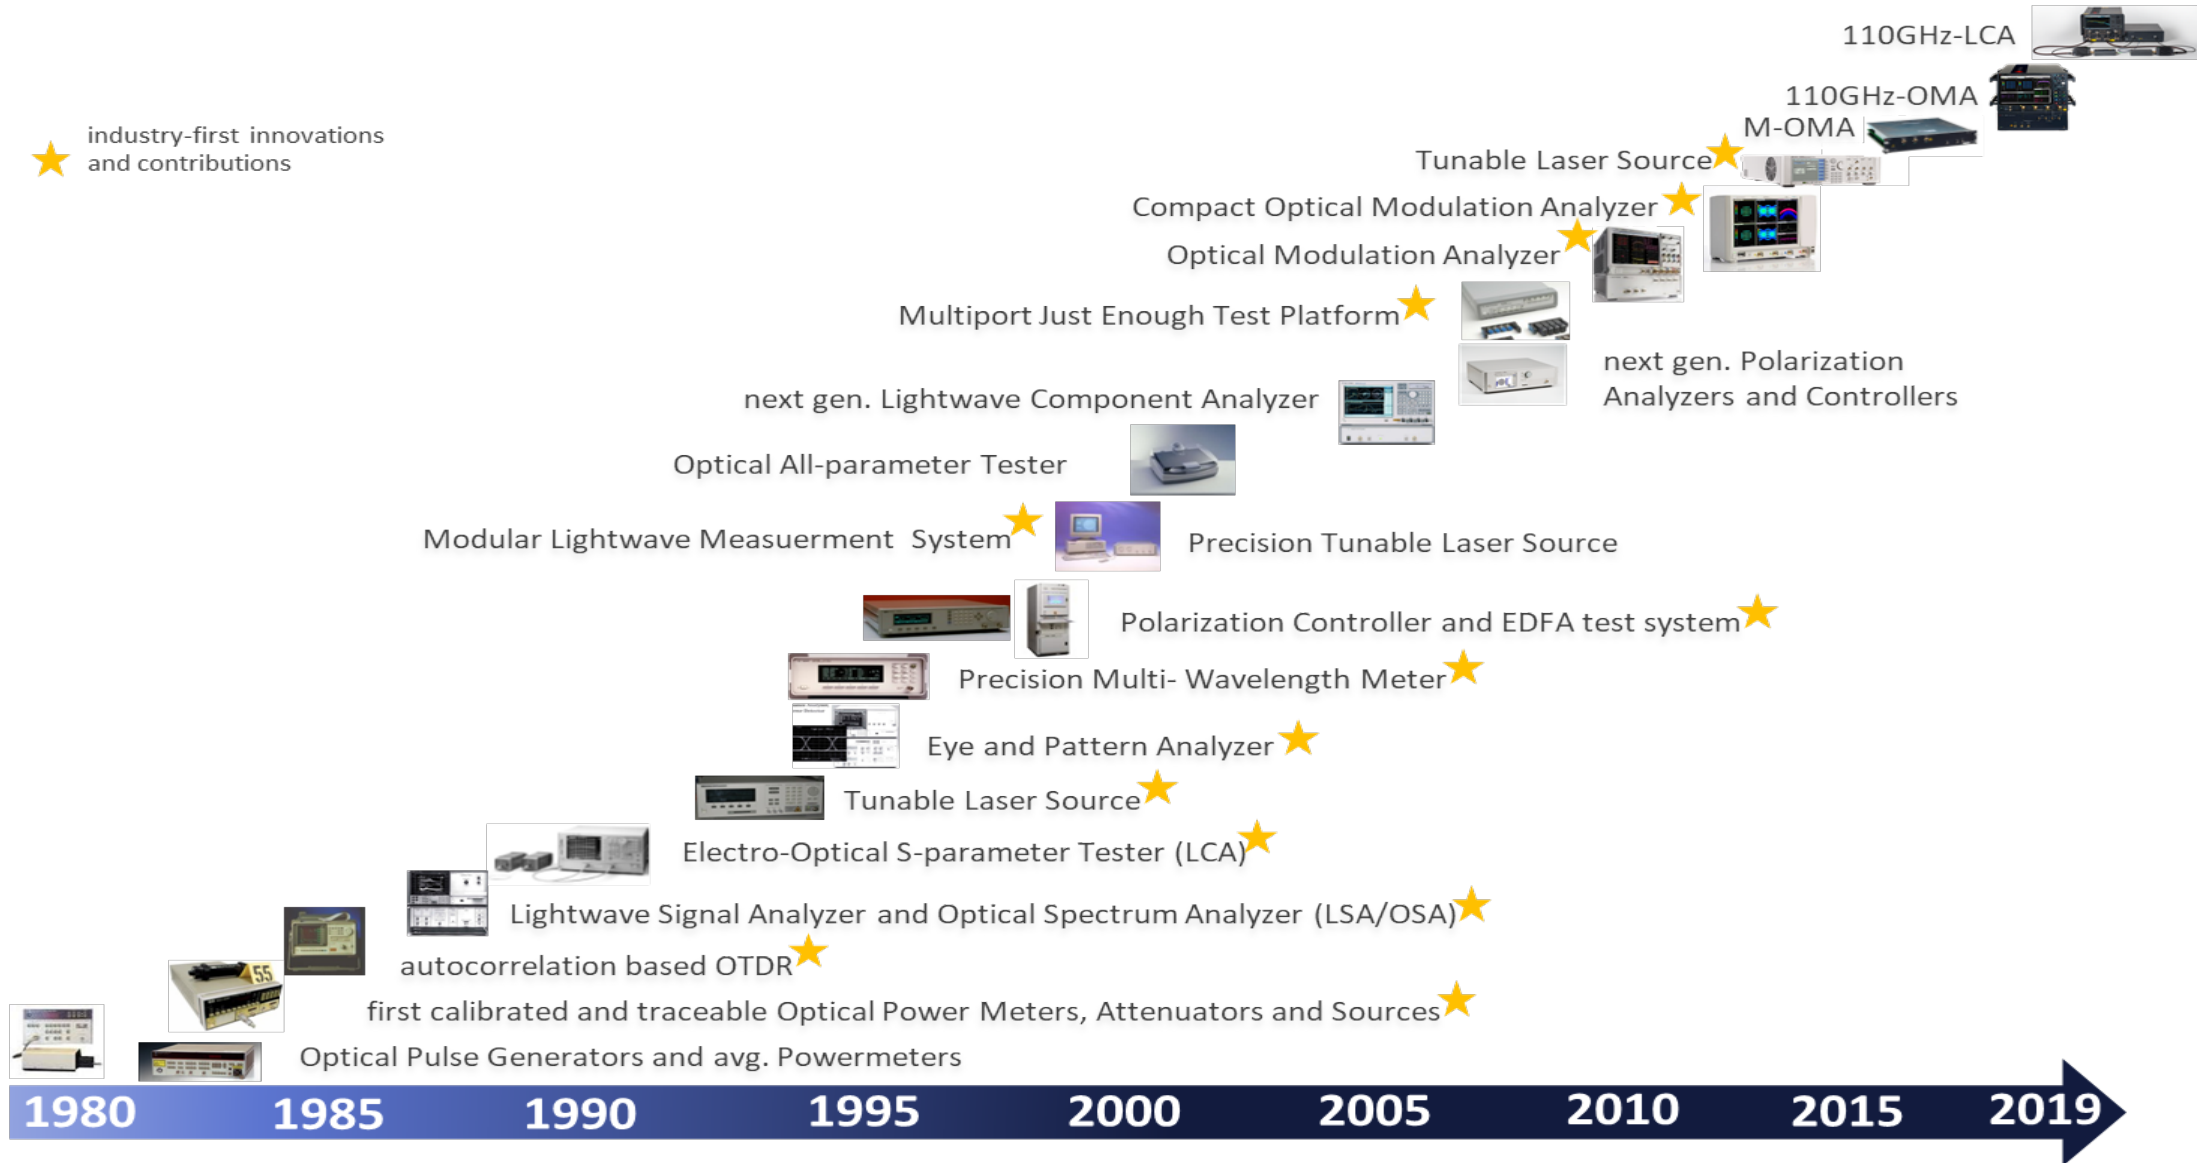 110GHz-LCA
110GHz-OMA
industry-first innovations
and contributions
M-OMA
Tunable Laser Source
Compact Optical Modulation Analyzer
Optical Modulation Analyzer
Multiport Just Enough Test Platform
next gen. Polarization
Analyzers and Controllers
next gen. Lightwave Component Analyzer
Optical All-parameter Tester
Modular Lightwave Measuerment System
Precision Tunable Laser Source
Polarization Controller and EDFA test system
Precision Multi- Wavelength Meter
Eye and Pattern Analyzer
Tunable Laser Source
Electro-Optical S-parameter Tester (LCA)
Lightwave Signal Analyzer and Optical Spectrum Analyzer (LSA/OSA)
autocorrelation based OTDR
55
first calibrated and traceable Optical Power Meters, Attenuators and Sources
Optical Pulse Generators and avg. Powermeters
1980 1985 1990 1995 2000 2005 2010 2015 2019